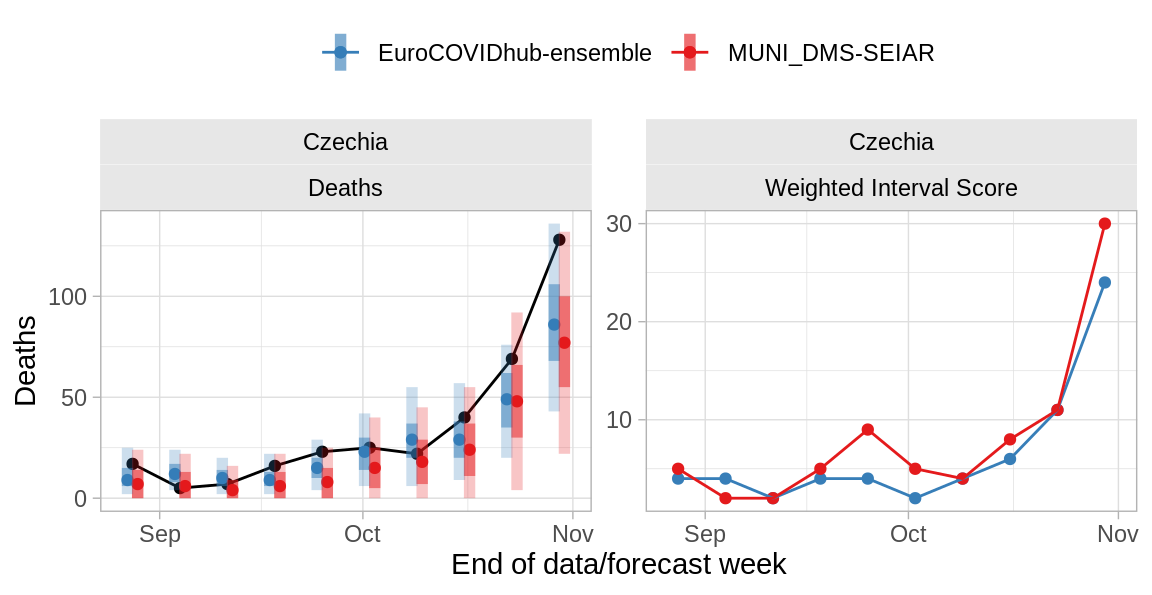 EuroCOVIDhub-ensemble MUNI_DMS-SEIAR
Czechia
Deaths
Deaths
100
50
0
Sep Oct Nov
Czechia
Weighted Interval Score
30
20
10
Sep Oct Nov
End of data/forecast week